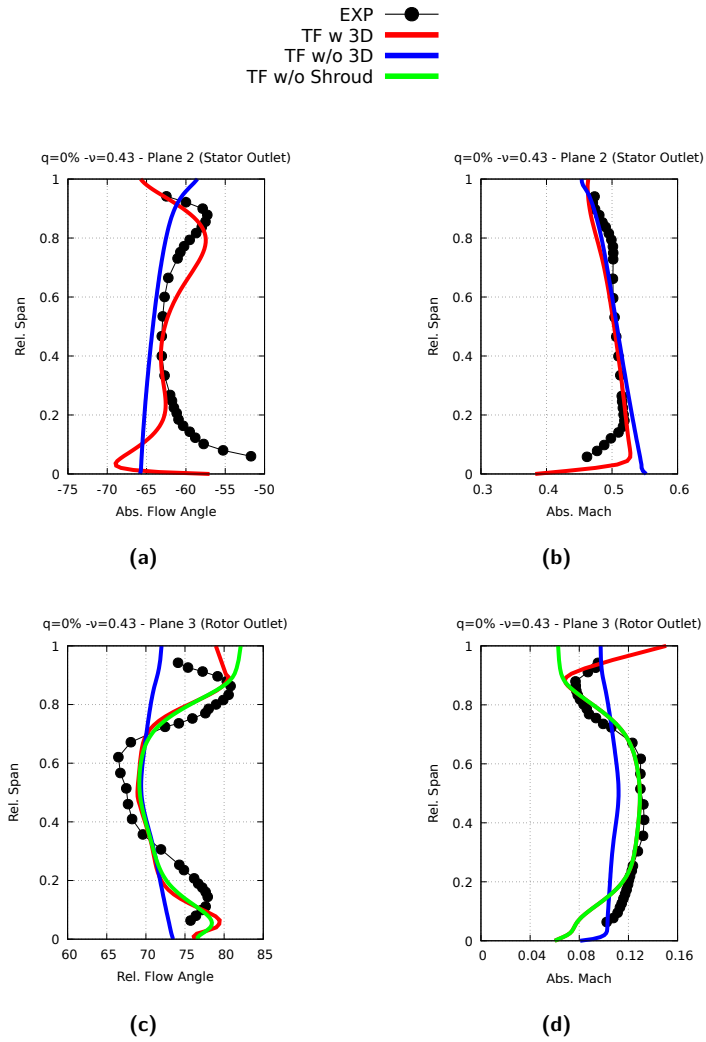 EXP
TF w 3D
TF w/o 3D
TF w/o Shroud
q=0% -ν=0.43 - Plane 2 (Stator Outlet)
1
0.8
0.6
0.4
0.2
0
Rel. Span
-75 -70 -65 -60 -55 -50
Abs. Flow Angle
(a)
q=0% -ν=0.43 - Plane 2 (Stator Outlet)
1
0.8
0.6
0.4
0.2
0
Rel. Span
0.3 0.4 0.5 0.6
Abs. Mach
(b)
q=0% -ν=0.43 - Plane 3 (Rotor Outlet)
1
0.8
0.6
0.4
0.2
0
Rel. Span
60 65 70 75 80 85
Rel. Flow Angle
(c)
q=0% -ν=0.43 - Plane 3 (Rotor Outlet)
1
0.8
0.6
0.4
0.2
0
Rel. Span
0 0.04 0.08 0.12 0.16
Abs. Mach
(d)